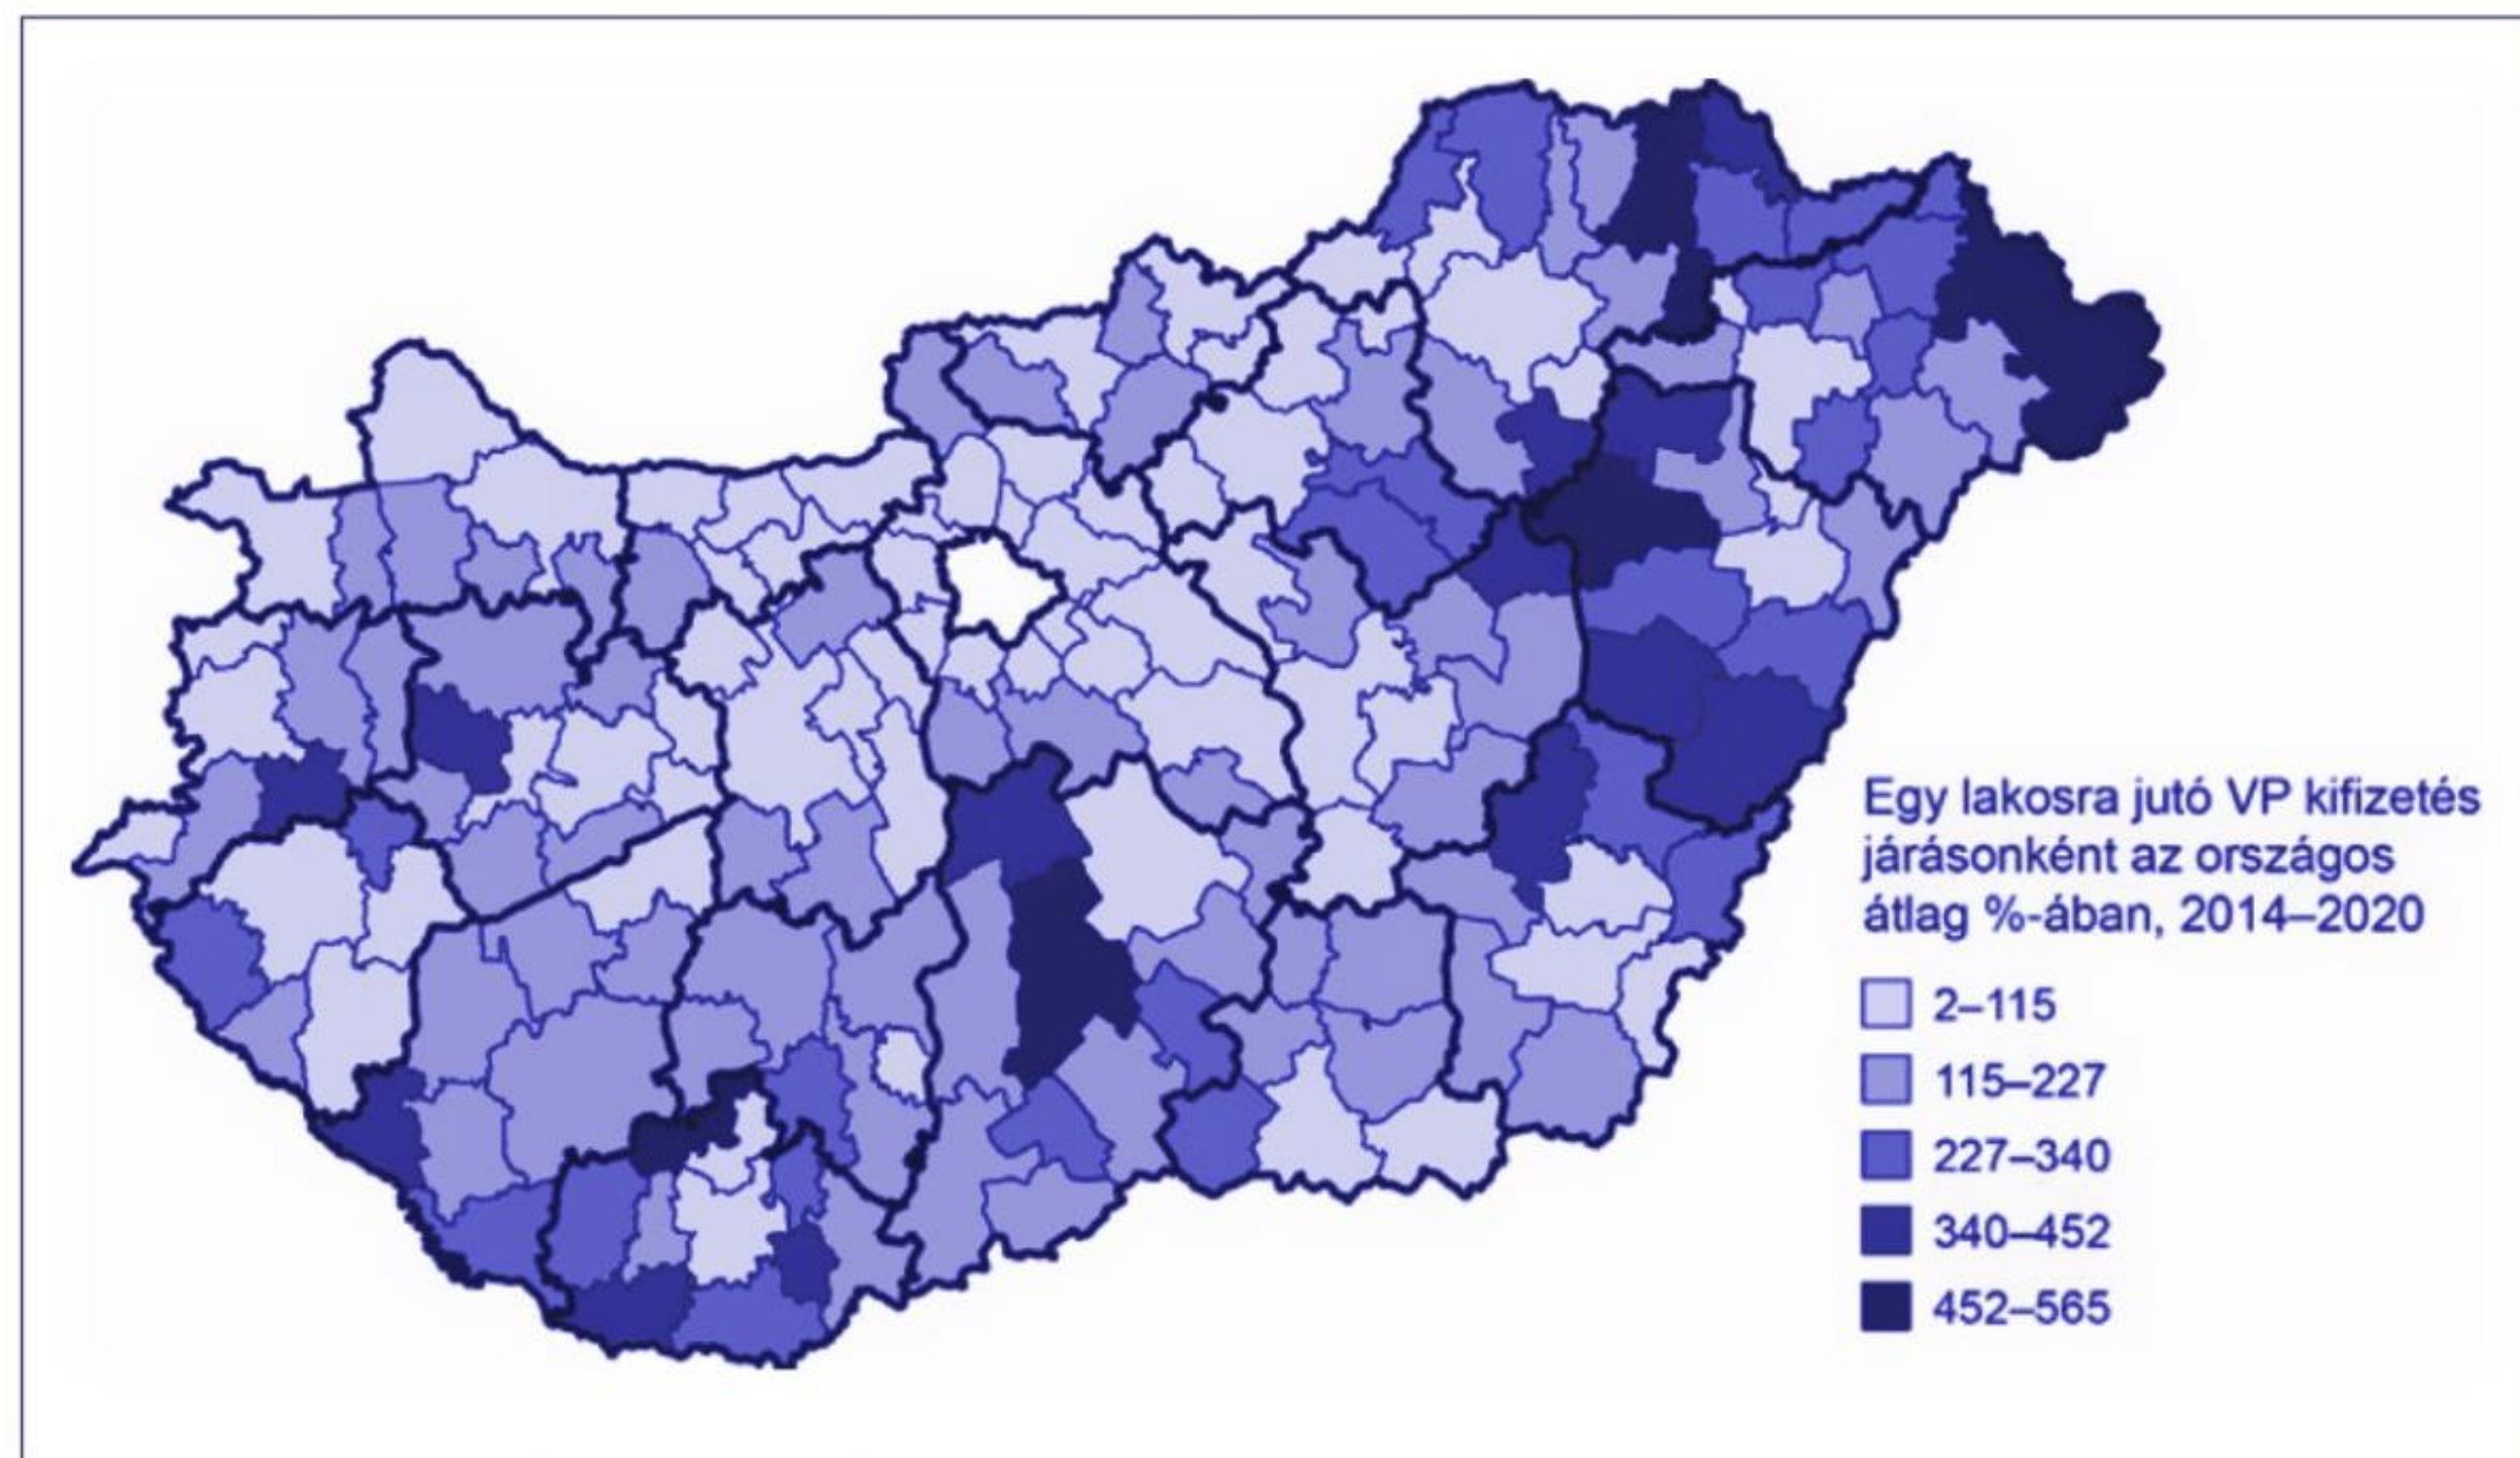 Egy lakosra jutó VP kifizetés
járásonként az országos
átlag %-ában, 2014–2020
2–115
115–227
227–340
340–452
452–565